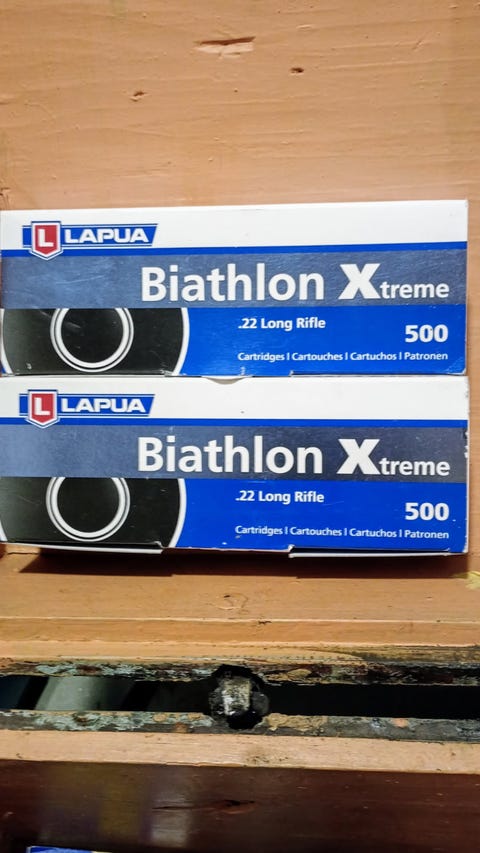 L LAPUA
Biathlon Xtreme
.22 Long Rifle
500
Cartridges | Cartouches | Cartuchos | Patronen
L LAPUA
Biathlon Xtreme
.22 Long Rifle
500
Cartridges | Cartouches | Cartuchos | Patronen